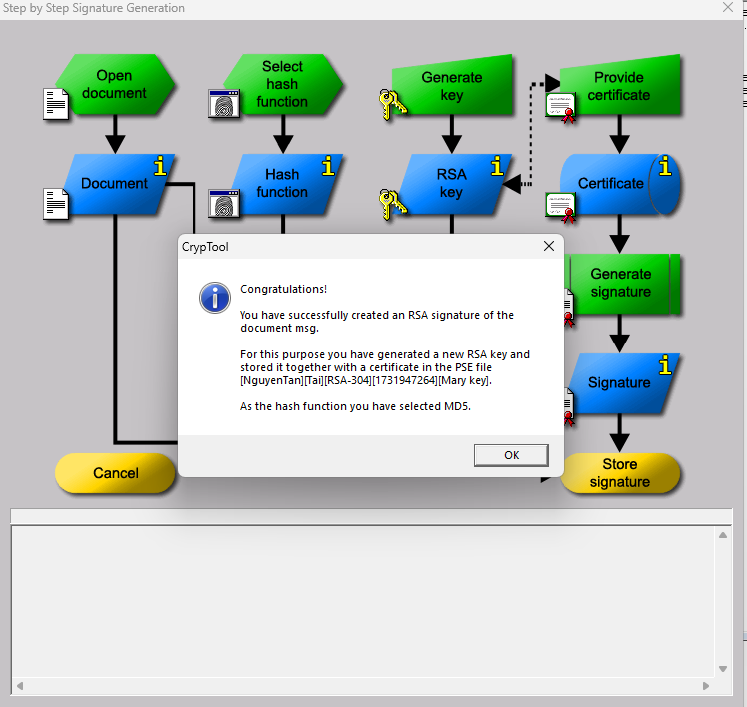 Step by Step Signature Generation
Open
document
Select
hash
function
Generate
key
Provide
certificate
Document
Hash
function
RSA
key
Certificate
CrypTool
Congratulations!
You have successfully created an RSA signature of the
document msg.
For this purpose you have generated a new RSA key and
stored it together with a certificate in the PSE file
[NguyenTan][Tai][RSA-304][1731947264][Mary key].
As the hash function you have selected MD5.
OK
Generate
signature
Signature
Cancel
Store
signature